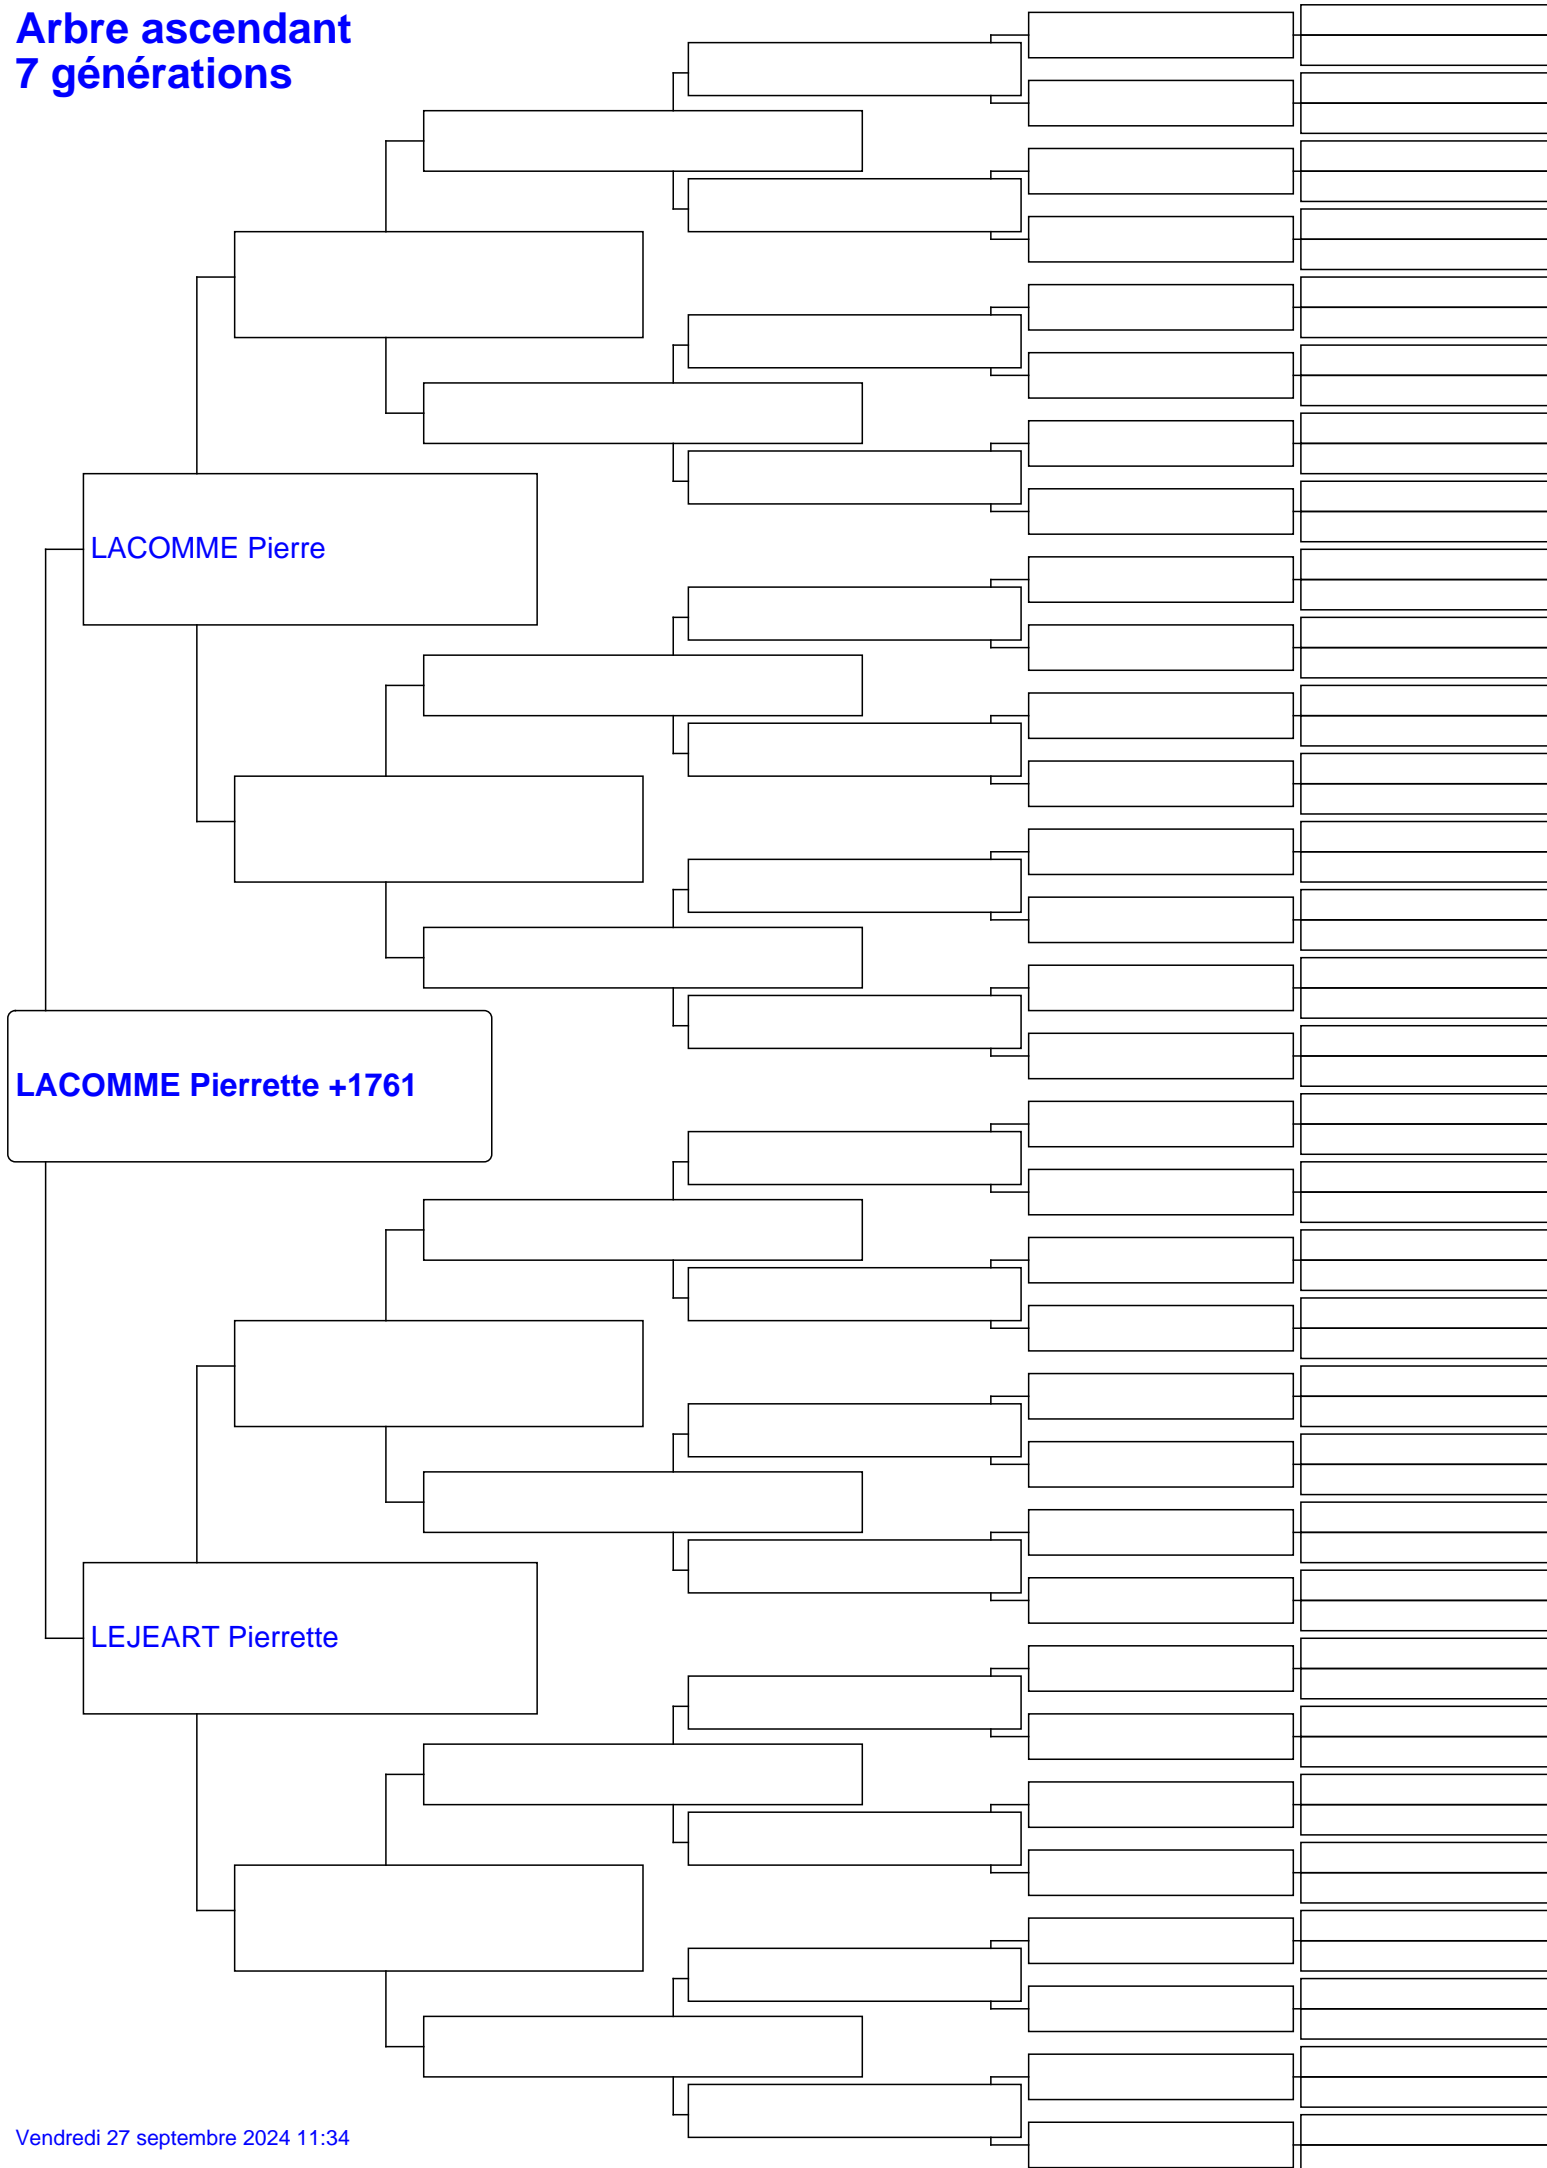 Arbre ascendant
7 générations
LACOMME Pierre
LACOMME Pierrette +1761
LEJEART Pierrette
Vendredi 27 septembre 2024 11:34